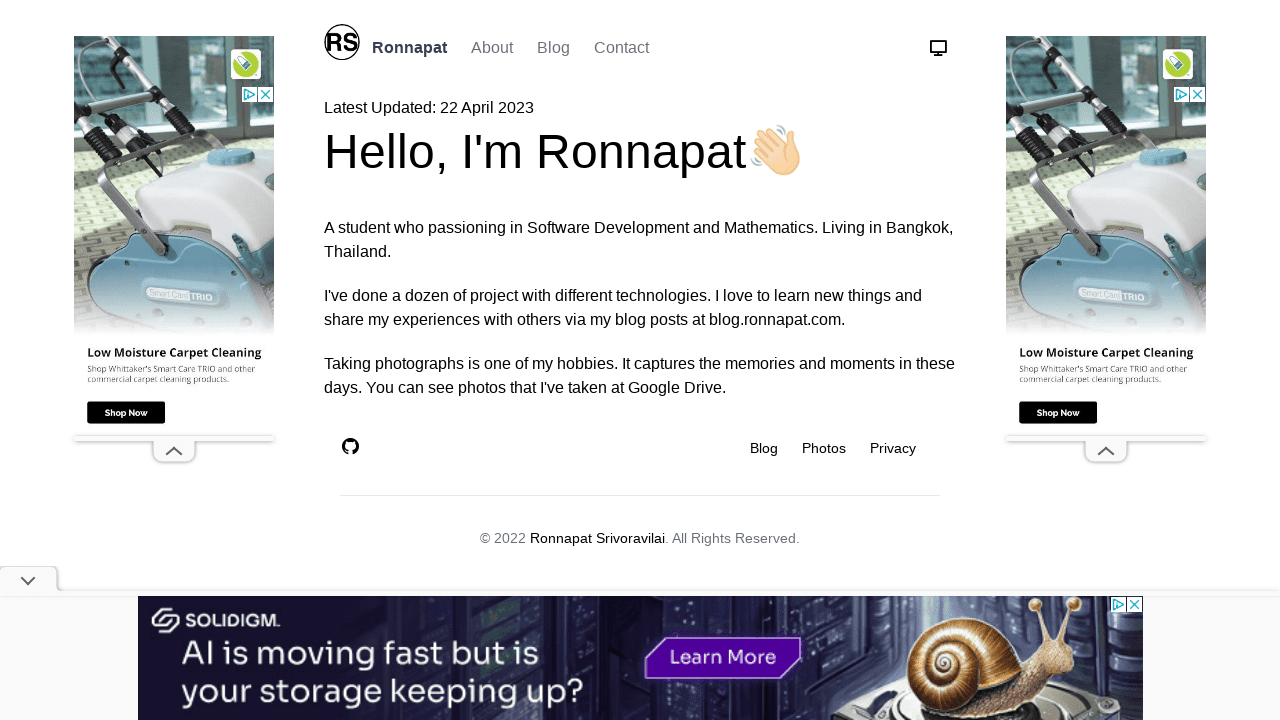 RS
Ronnapat About Blog Contact
Latest Updated: 22 April 2023
Hello, I'm Ronnapat👋🏻
A student who passioning in Software Development and Mathematics. Living in Bangkok,
Thailand.
I've done a dozen of project with different technologies. I love to learn new things and
share my experiences with others via my blog posts at blog.ronnapat.com.
Taking photographs is one of my hobbies. It captures the memories and moments in these
days. You can see photos that I've taken at Google Drive.
Blog Photos Privacy
© 2022 Ronnapat Srivoravilai. All Rights Reserved.
Smart Care TRIO
Low Moisture Carpet Cleaning
Shop Whittaker's Smart Care TRIO and other
commercial carpet cleaning products.
Shop Now
Smart Care TRIO
Low Moisture Carpet Cleaning
Shop Whittaker's Smart Care TRIO and other
commercial carpet cleaning products.
Shop Now
SOLIDIGM.
AI is moving fast but is
your storage keeping up?
Learn More